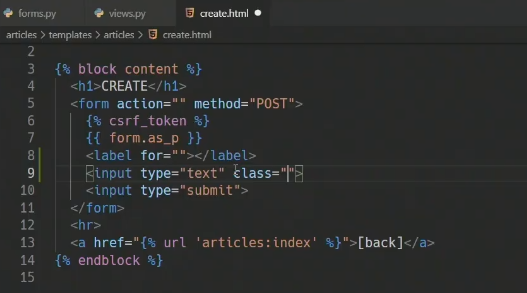 forms.py views.py create.html
articles > templates > articles > create.html
2
3 {% block content %}
4 <h1>CREATE</h1>
5 <form action="" method="POST">
6 {% csrf_token %}
7 {{ form.as_p }}
8 <label for=""></label>
9 <input type="text" class="">
10 <input type="submit">
11 </form>
12 <hr>
13 <a href="{% url 'articles:index' %}">[back]</a>
14 {% endblock %}
15